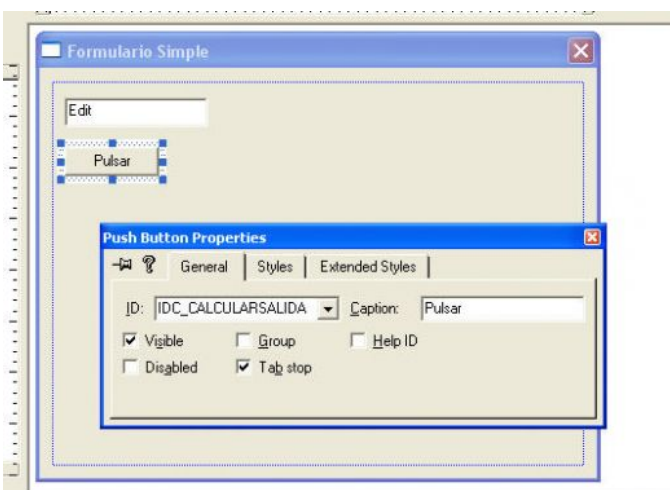 Formulario Simple
Edit
Pulsar
Push Button Properties
General Styles Extended Styles
ID: IDC_CALCULARSALIDA Caption: Pulsar
Visible Group Help ID
Disabled Tab stop